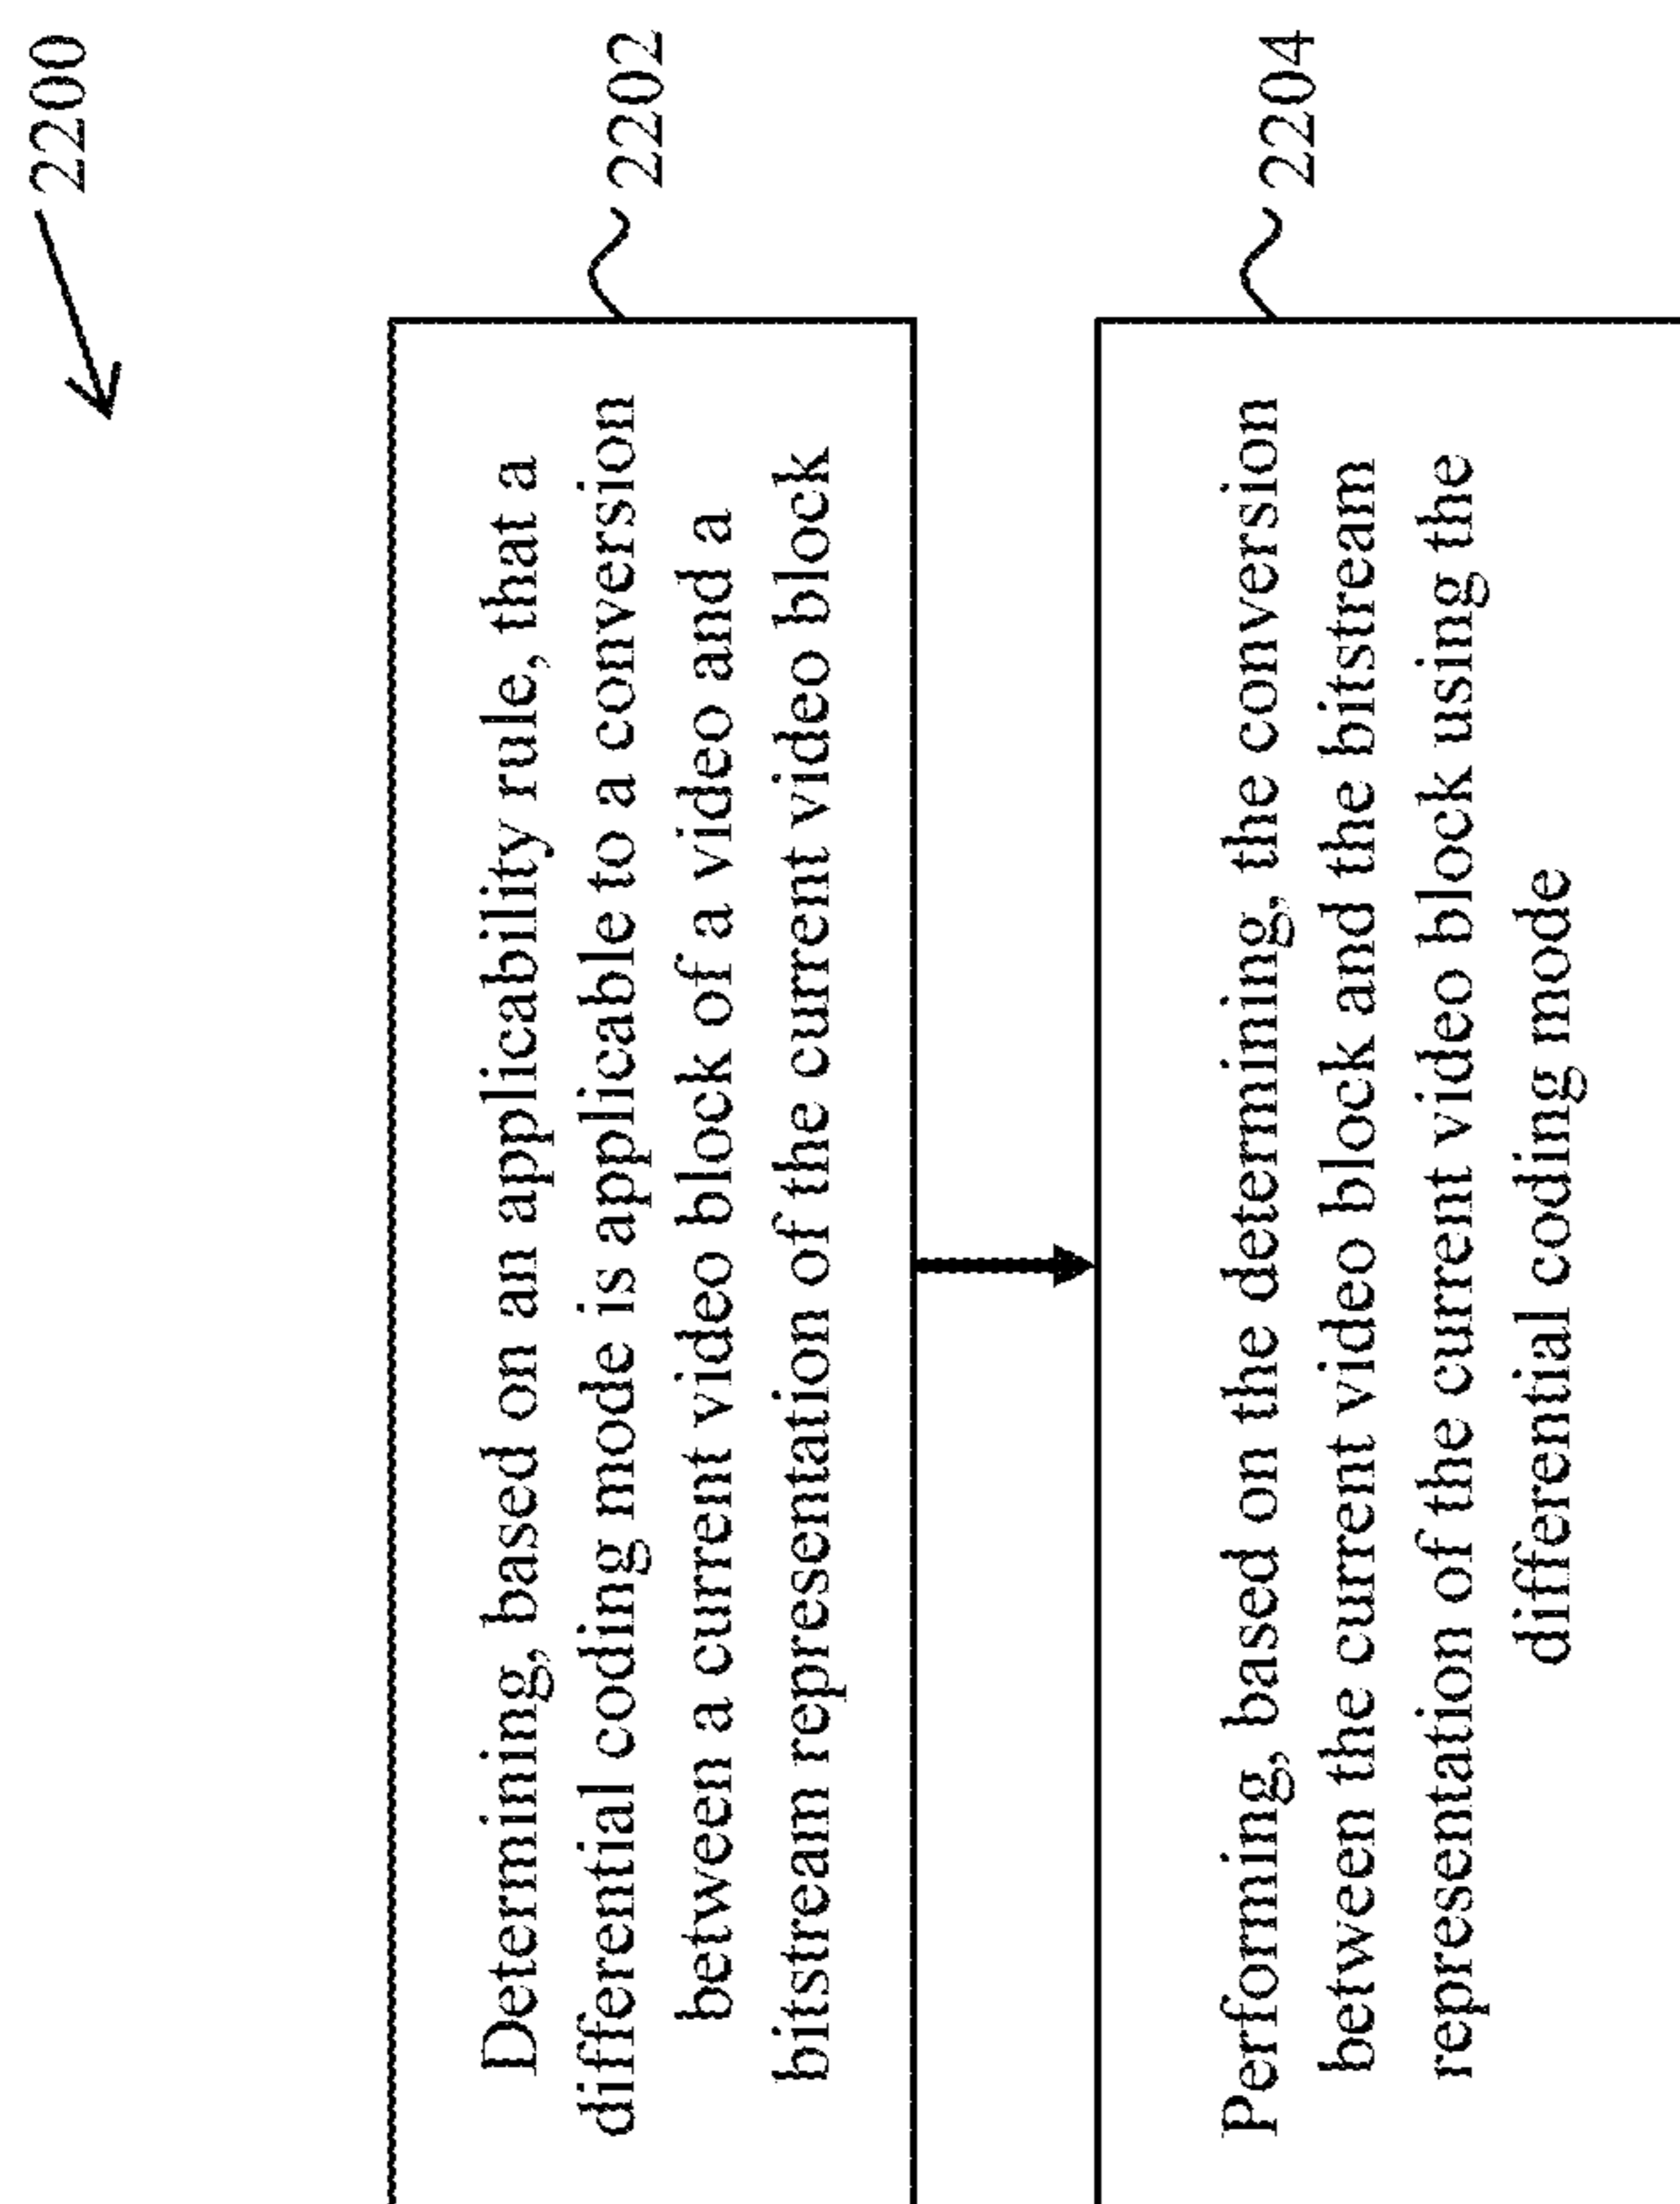 2200
Determining, based on an applicability rule, that a
differential coding mode is applicable to a conversion
between a current video block of a video and a
bitstream representation of the current video block
2202
Performing, based on the determining, the conversion
between the current video block and the bitstream
representation of the current video block using the
differential coding mode
2204